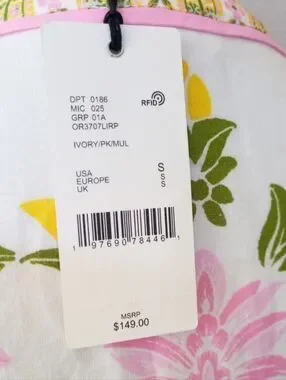 RFID
DPT 0186
MIC 025
GRP 01A
OR3707LIRP
IVORY/PK/MUL
USA S
EUROPE S
UK S
1 97690 78446 1
MSRP
$149.00